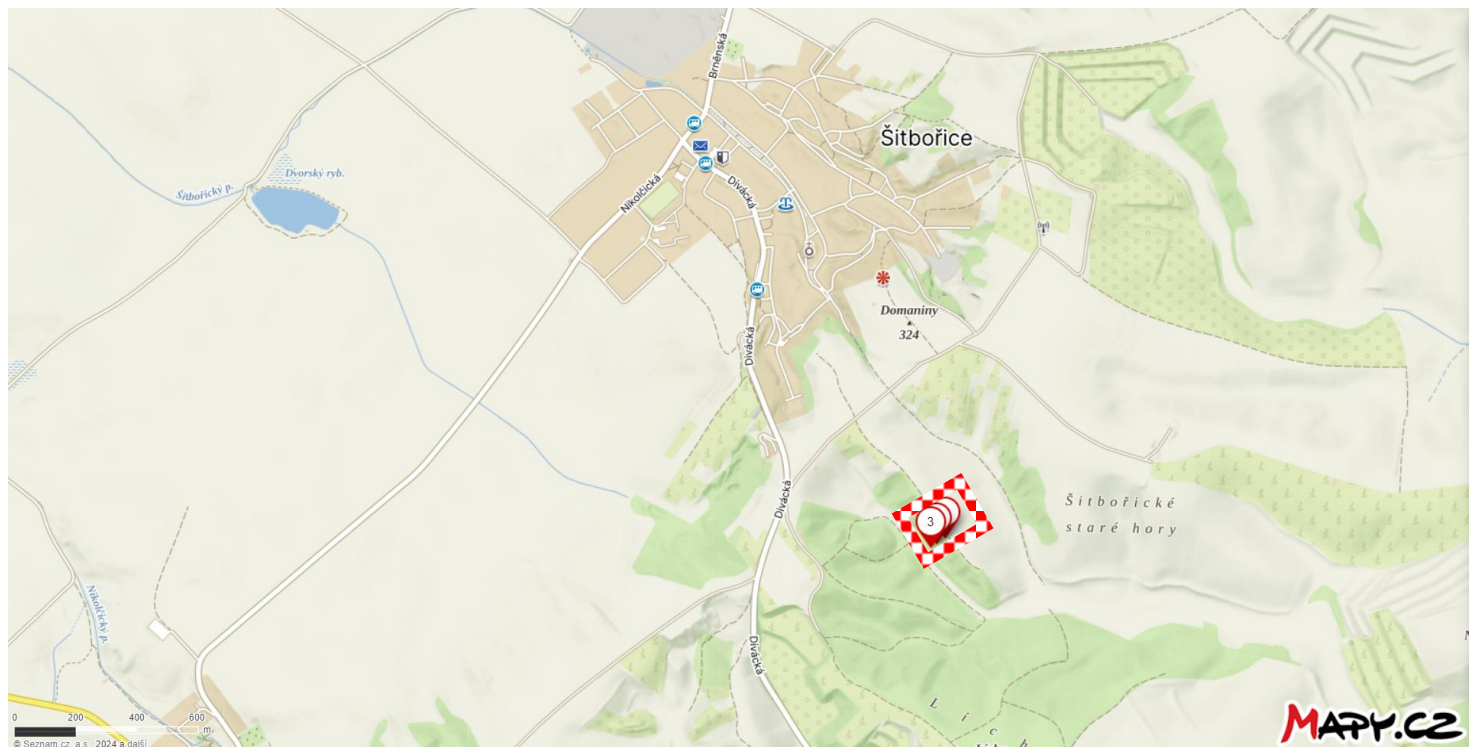 Brněnská
Šitbořice
Dvorský ryb.
Šitbořický p.
Nikolčická
Divácká
Domaniny
324
Divácká
Šitbořické
staré hory
Divácká
3
Nikolčický p.
Divácká
L í c h
0 200 400 600
m
© Seznam.cz, a.s., 2024 a další
MAPY.CZ